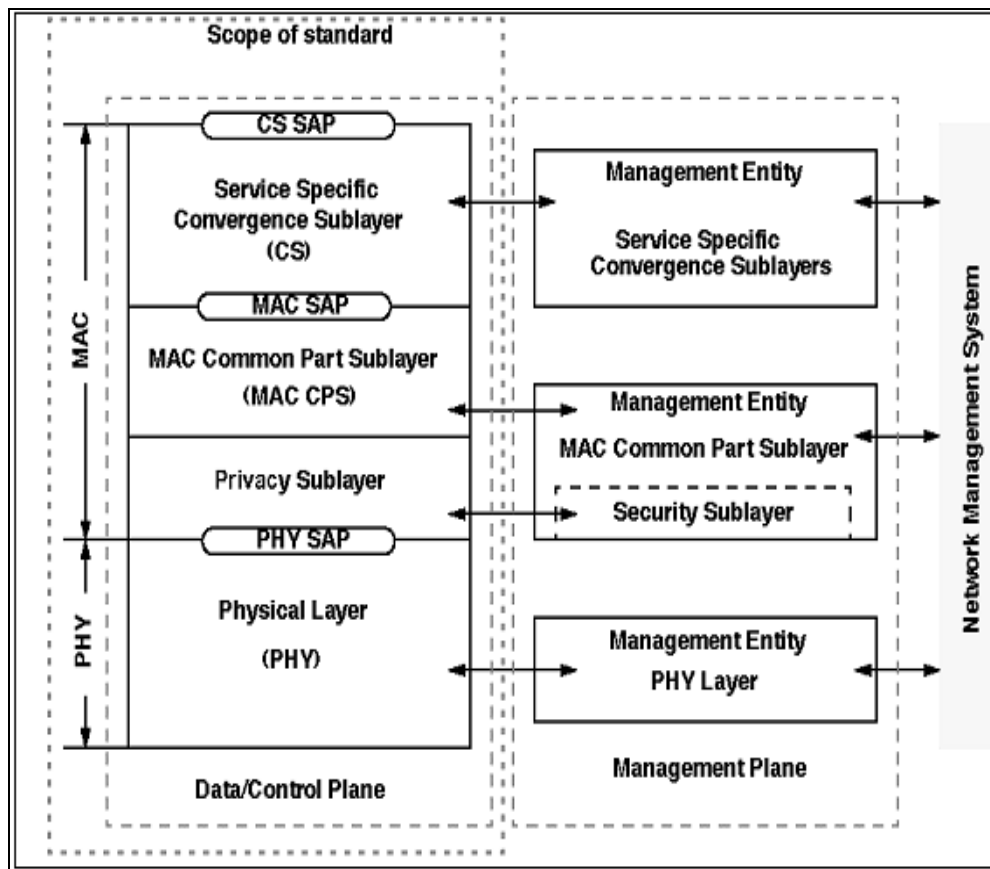 Scope of standard
CS SAP
Service Specific
Convergence Sublayer
(CS)
MAC SAP
MAC Common Part Sublayer
(MAC CPS)
Privacy Sublayer
PHY SAP
Physical Layer
(PHY)
Data/Control Plane
MAC
PHY
Management Entity
Service Specific
Convergence Sublayers
Management Entity
MAC Common Part Sublayer
Security Sublayer
Management Entity
PHY Layer
Management Plane
Network Management System